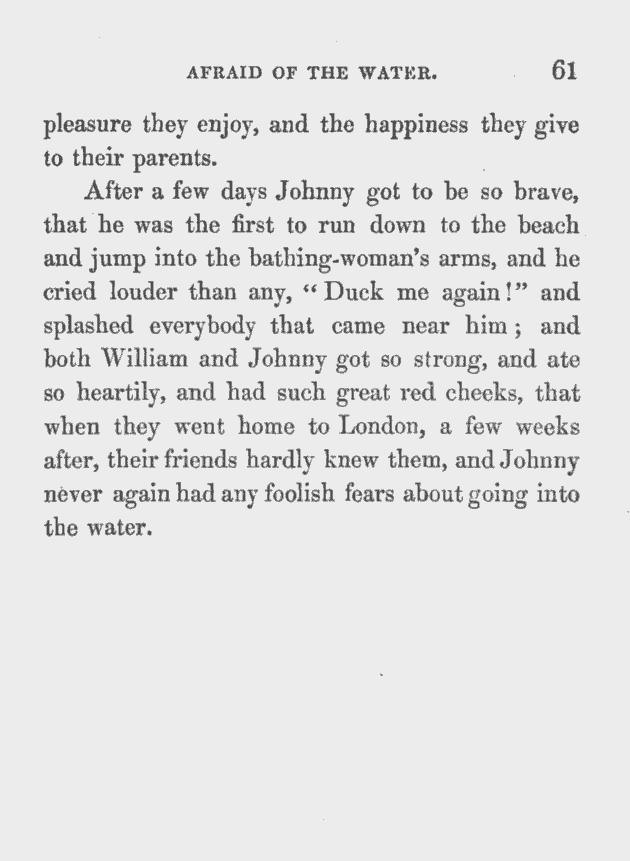 AFRAID OF THE WATER. 61
pleasure they enjoy, and the happiness they give
to their parents.
After a few days Johnny got to be so brave,
that he was the first to run down to the beach
and jump into the bathing-woman's arms, and he
cried louder than any, “Duck me again!” and
splashed everybody that came near him; and
both William and Johnny got so strong, and ate
so heartily, and had such great red cheeks, that
when they went home to London, a few weeks
after, their friends hardly knew them, and Johnny
never again had any foolish fears about going into
the water.